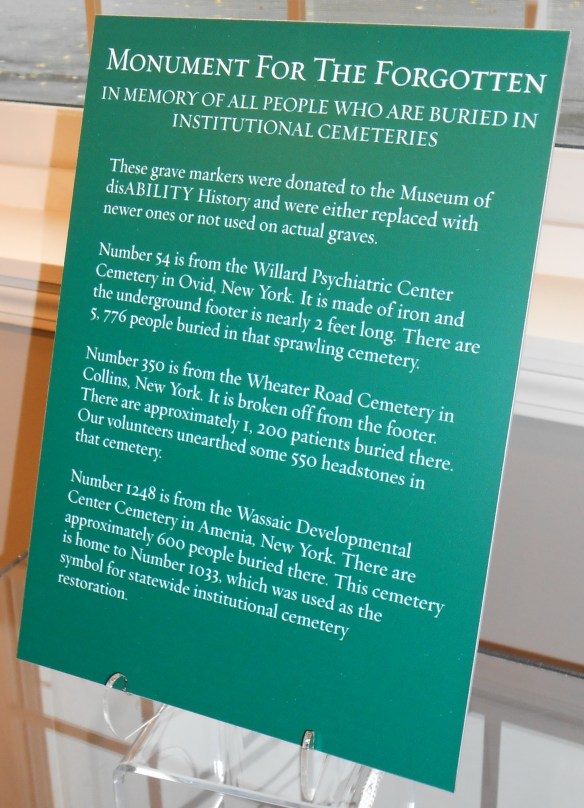 MONUMENT FOR THE FORGOTTEN
IN MEMORY OF ALL PEOPLE WHO ARE BURIED IN
INSTITUTIONAL CEMETERIES
These grave markers were donated to the Museum of
disABILITY History and were either replaced with
newer ones or not used on actual graves.
Number 54 is from the Willard Psychiatric Center
Cemetery in Ovid, New York. It is made of iron and
the underground footer is nearly 2 feet long. There are
5, 776 people buried in that sprawling cemetery.
Number 350 is from the Wheater Road Cemetery in
Collins, New York. It is broken off from the footer.
There are approximately 1, 200 patients buried there.
Our volunteers unearthed some 550 headstones in
that cemetery.
Number 1248 is from the Wassaic Developmental
Center Cemetery in Amenia, New York. There are
approximately 600 people buried there. This cemetery
is home to Number 1033, which was used as the
symbol for statewide institutional cemetery
restoration.